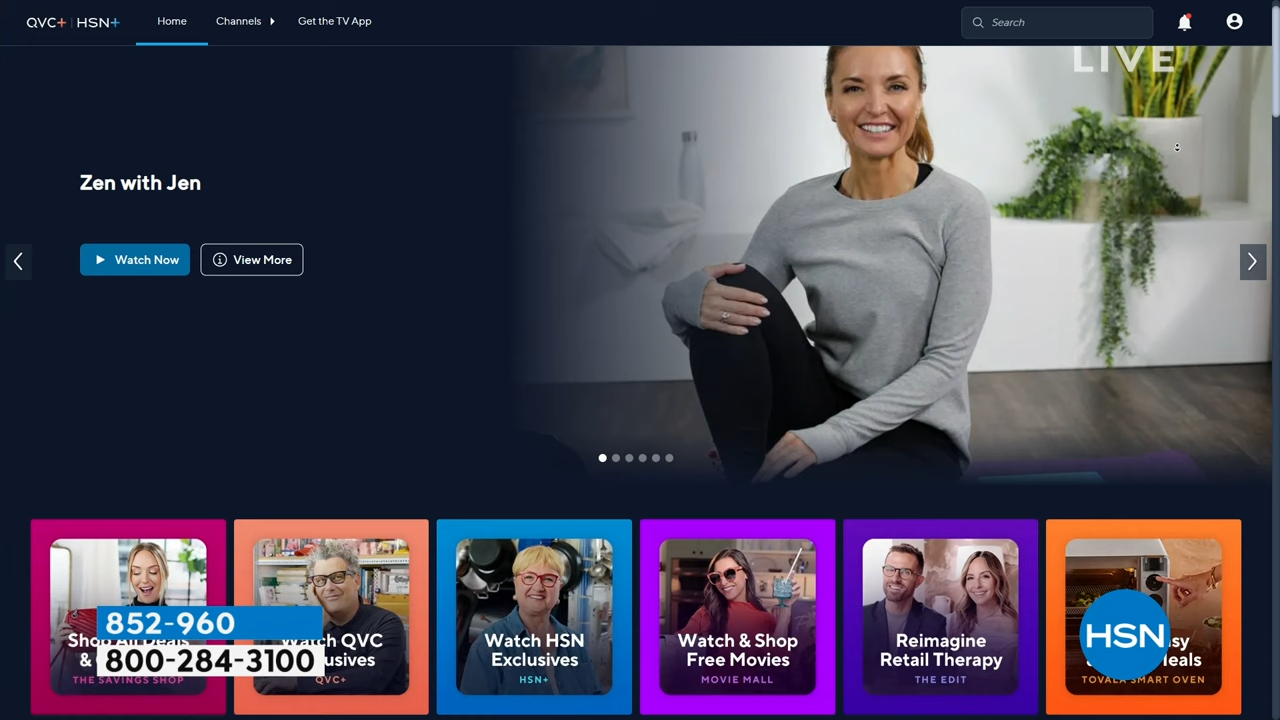 QVC+ | HSN+
Home
Channels
Get the TV App
Search
LIVE
Zen with Jen
Watch Now
View More
852-960
800-284-3100
THE SAVINGS SHOP
QVC+
Watch HSN
Exclusives
HSN+
Watch & Shop
Free Movies
MOVIE MALL
Reimagine
Retail Therapy
THE EDIT
HSN
TOVALA SMART OVEN